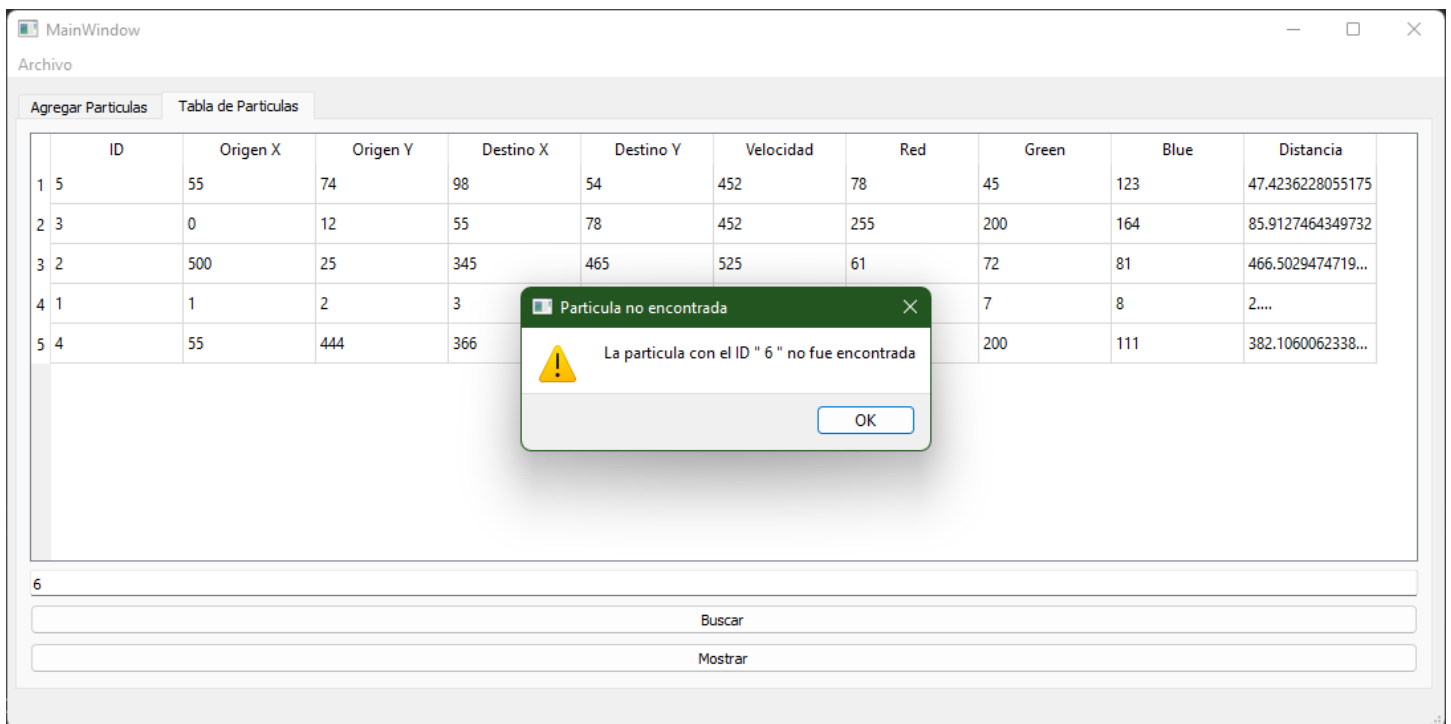 MainWindow
Archivo
Agregar Particulas Tabla de Particulas
ID Origen X Origen Y Destino X Destino Y Velocidad Red Green Blue Distancia
1 5 55 74 98 54 452 78 45 123 47.4236228055175
2 3 0 12 55 78 452 255 200 164 85.9127464349732
3 2 500 25 345 465 525 61 72 81 466.5029474719...
4 1 1 2 3 7 8 2....
5 4 55 444 366 200 111 382.1060062338...
Particula no encontrada
La particula con el ID " 6 " no fue encontrada
OK
6
Buscar
Mostrar